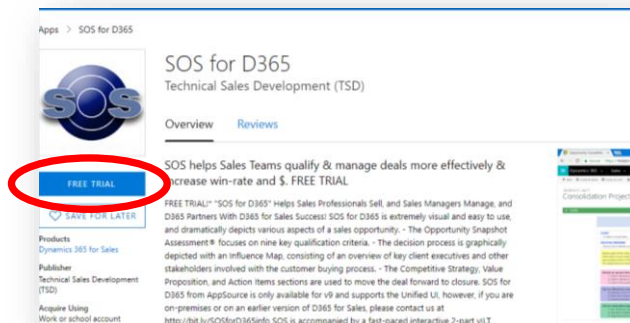 Apps > SOS for D365
SOS
SOS for D365
Technical Sales Development (TSD)
Overview Reviews
FREE TRIAL
SAVE FOR LATER
Products
Dynamics 365 for Sales
Publisher
Technical Sales Development
(TSD)
Acquire Using
Work or school account
SOS helps Sales Teams qualify & manage deals more effectively &
increase win-rate and $. FREE TRIAL
FREE TRIAL!* "SOS for D365" Helps Sales Professionals Sell, and Sales Managers Manage, and
D365 Partners With D365 for Sales Success! SOS for D365 is extremely visual and easy to use,
and dramatically depicts various aspects of a sales opportunity. - The Opportunity Snapshot
Assessment® focuses on nine key qualification criteria. - The decision process is graphically
depicted with an Influence Map, consisting of an overview of key client executives and other
stakeholders involved with the customer buying process. - The Competitive Strategy, Value
Proposition, and Action Items sections are used to move the deal forward to closure. SOS for
D365 from AppSource is only available for v9 and supports the Unified UI, however, if you are
on-premises or on an earlier version of D365 for Sales, please contact us at
http://bit.ly/SOSforD365info SOS is accompanied by a fast-paced interactive 2-part vILT
Consolidation Project